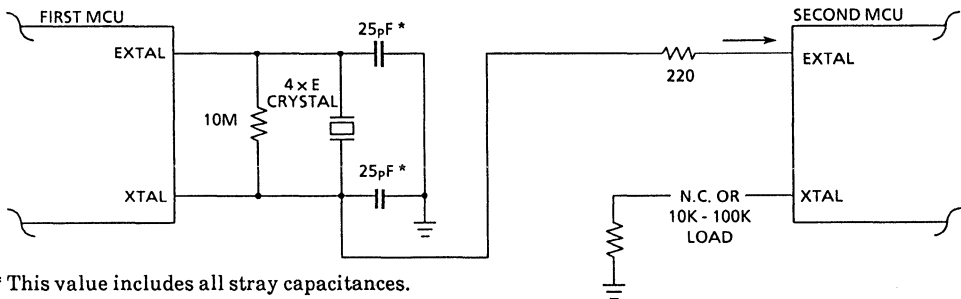 FIRST MCU
SECOND MCU
25pF *
EXTAL
EXTAL
220
4 x E
CRYSTAL
10M
25pF *
XTAL
N.C. OR
10K - 100K
LOAD
XTAL
* This value includes all stray capacitances.